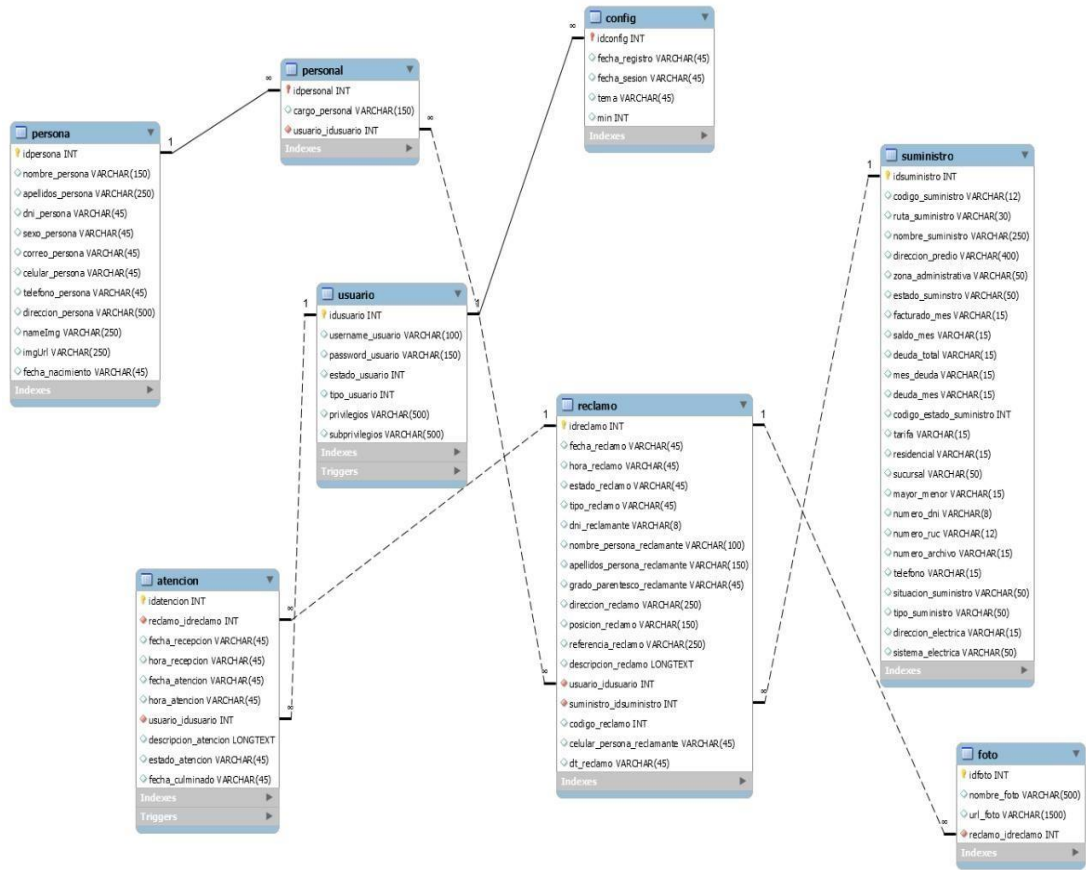 config
idconfig INT
fecha_registro VARCHAR(45)
fecha_sesion VARCHAR(45)
tema VARCHAR(45)
min INT
Indexes
∞
personal
idpersonal INT
cargo_personal VARCHAR(150)
usuario_idusuario INT
Indexes
∞
∞
persona
idpersona INT
nombre_persona VARCHAR(150)
apellidos_persona VARCHAR(250)
dni_persona VARCHAR(45)
sexo_persona VARCHAR(45)
correo_persona VARCHAR(45)
celular_persona VARCHAR(45)
telefono_persona VARCHAR(45)
direccion_persona VARCHAR(500)
nameImg VARCHAR(250)
imgUrl VARCHAR(250)
fecha_nacimiento VARCHAR(45)
Indexes
1
suministro
idsuministro INT
codigo_suministro VARCHAR(12)
ruta_suministro VARCHAR(30)
nombre_suministro VARCHAR(250)
direccion_predio VARCHAR(400)
zona_administrativa VARCHAR(50)
estado_suminstro VARCHAR(50)
facturado_mes VARCHAR(15)
saldo_mes VARCHAR(15)
deuda_total VARCHAR(15)
mes_deuda VARCHAR(15)
deuda_mes VARCHAR(15)
codigo_estado_suministro INT
tarifa VARCHAR(15)
residencial VARCHAR(15)
sucursal VARCHAR(50)
mayor_menor VARCHAR(15)
numero_dni VARCHAR(8)
numero_ruc VARCHAR(12)
numero_archivo VARCHAR(15)
telefono VARCHAR(15)
situacion_suministro VARCHAR(50)
tipo_suministro VARCHAR(50)
direccion_electrica VARCHAR(15)
sistema_electrica VARCHAR(50)
Indexes
1
usuario
idusuario INT
username_usuario VARCHAR(100)
password_usuario VARCHAR(150)
estado_usuario INT
tipo_usuario INT
privilegios VARCHAR(500)
subprivilegios VARCHAR(500)
Indexes
Triggers
1
1
reclamo
idreclamo INT
fecha_reclamo VARCHAR(45)
hora_reclamo VARCHAR(45)
estado_reclamo VARCHAR(45)
tipo_reclamo VARCHAR(45)
dni_reclamante VARCHAR(8)
nombre_persona_reclamante VARCHAR(100)
apellidos_persona_reclamante VARCHAR(150)
grado_parentesco_reclamante VARCHAR(45)
direccion_reclamo VARCHAR(250)
posicion_reclamo VARCHAR(150)
referencia_reclamo VARCHAR(250)
descripcion_reclamo LONGTEXT
usuario_idusuario INT
suministro_idsuministro INT
codigo_reclamo INT
celular_persona_reclamante VARCHAR(45)
dt_reclamo VARCHAR(45)
Indexes
1
1
∞
∞
atencion
idatencion INT
reclamo_idreclamo INT
fecha_recepcion VARCHAR(45)
hora_recepcion VARCHAR(45)
fecha_atencion VARCHAR(45)
hora_atencion VARCHAR(45)
usuario_idusuario INT
descripcion_atencion LONGTEXT
estado_atencion VARCHAR(45)
fecha_culminado VARCHAR(45)
Indexes
Triggers
∞
∞
foto
idfoto INT
nombre_foto VARCHAR(500)
url_foto VARCHAR(1500)
reclamo_idreclamo INT
Indexes
∞